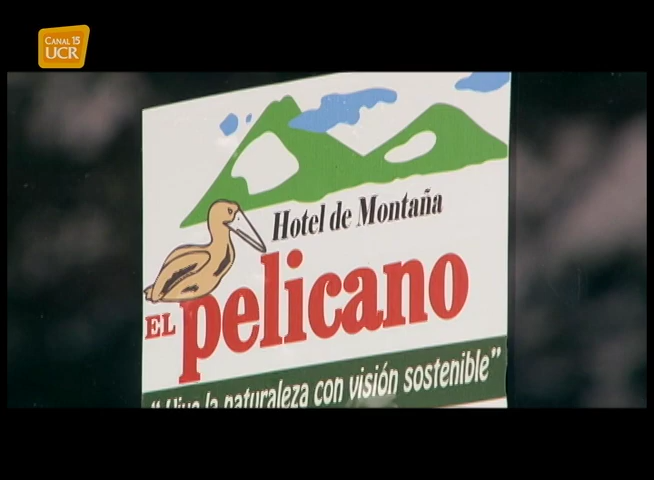 CANAL 15
UCR
Hotel de Montaña
EL pelicano
"Vive la naturaleza con visión sostenible"